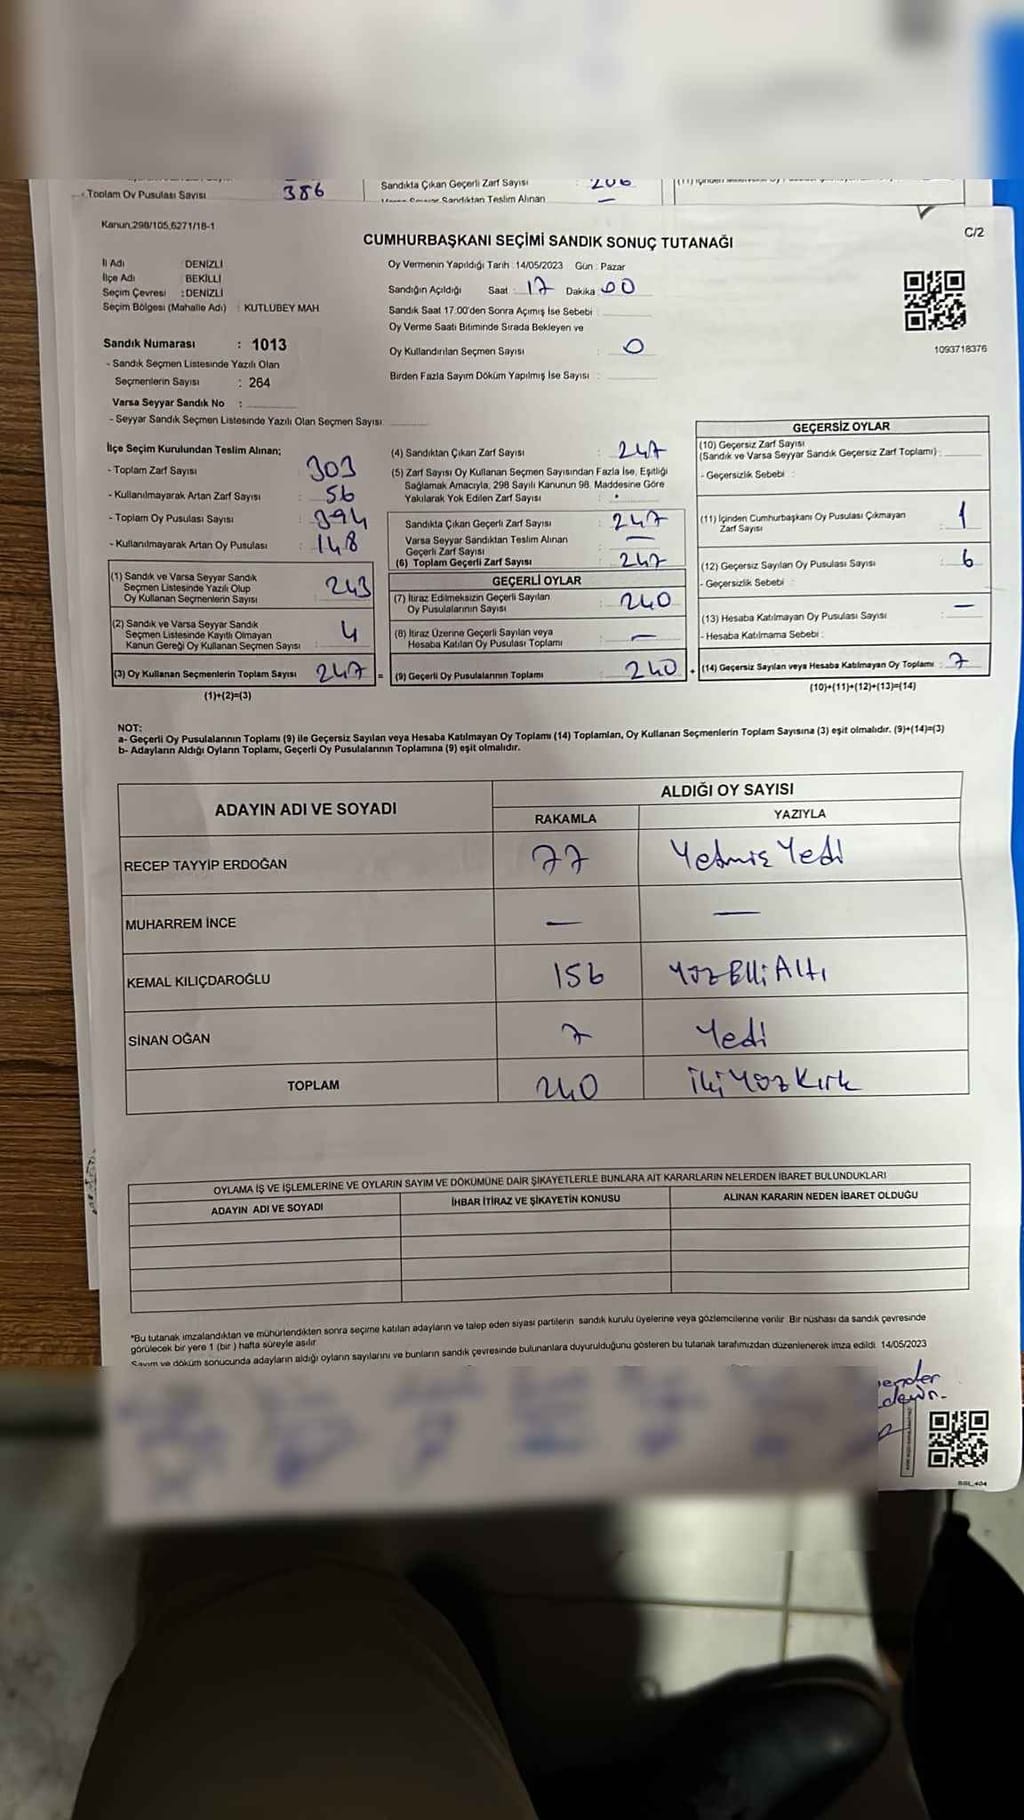 - Toplam Oy Pusulası Sayısı 386
Sandıkta Çıkan Geçerli Zarf Sayısı : 206
Teslim Alınan —
Kanun.298/105,6271/18-1
C/2
CUMHURBAŞKANI SEÇİMİ SANDIK SONUÇ TUTANAĞI
İl Adı : DENİZLİ
İlçe Adı : BEKİLLİ
Seçim Çevresi : DENİZLİ
Seçim Bölgesi (Mahalle Adı) : KUTLUBEY MAH
Oy Vermenin Yapıldığı Tarih : 14/05/2023 Gün : Pazar
Sandığın Açıldığı Saat : 17 Dakika : 00
Sandık Saat 17:00'den Sonra Açımış İse Sebebi :
Oy Verme Saati Bitiminde Sırada Bekleyen ve
Oy Kullandırılan Seçmen Sayısı : 0
Birden Fazla Sayım Döküm Yapılmış İse Sayısı :
1093718376
Sandık Numarası : 1013
- Sandık Seçmen Listesinde Yazılı Olan
Seçmenlerin Sayısı : 264
Varsa Seyyar Sandık No :
- Seyyar Sandık Seçmen Listesinde Yazılı Olan Seçmen Sayısı:
İlçe Seçim Kurulundan Teslim Alınan;
- Toplam Zarf Sayısı : 303
- Kullanılmayarak Artan Zarf Sayısı : 56
- Toplam Oy Pusulası Sayısı : 394
- Kullanılmayarak Artan Oy Pusulası : 148
(1) Sandık ve Varsa Seyyar Sandık
Seçmen Listesinde Yazılı Olup
Oy Kullanan Seçmenlerin Sayısı : 243
(2) Sandık ve Varsa Seyyar Sandık
Seçmen Listesinde Kayıtlı Olmayan
Kanun Gereği Oy Kullanan Seçmen Sayısı : 4
(3) Oy Kullanan Seçmenlerin Toplam Sayısı : 247 =
(1)+(2)=(3)
(4) Sandıktan Çıkan Zarf Sayısı : 247
(5) Zarf Sayısı Oy Kullanan Seçmen Sayısından Fazla İse, Eşitliği
Sağlamak Amacıyla, 298 Sayılı Kanunun 98. Maddesine Göre
Yakılarak Yok Edilen Zarf Sayısı :
Sandıkta Çıkan Geçerli Zarf Sayısı : 247
Varsa Seyyar Sandıktan Teslim Alınan
Geçerli Zarf Sayısı : —
(6) Toplam Geçerli Zarf Sayısı : 247
GEÇERLİ OYLAR
(7) İtiraz Edilmeksizin Geçerli Sayılan
Oy Pusulalarının Sayısı : 240
(8) İtiraz Üzerine Geçerli Sayılan veya
Hesaba Katılan Oy Pusulası Toplamı : —
(9) Geçerli Oy Pusulalarının Toplamı : 240 +
GEÇERSİZ OYLAR
(10) Geçersiz Zarf Sayısı
(Sandık ve Varsa Seyyar Sandık Geçersiz Zarf Toplamı) :
- Geçersizlik Sebebi :
(11) İçinden Cumhurbaşkanı Oy Pusulası Çıkmayan
Zarf Sayısı : 1
(12) Geçersiz Sayılan Oy Pusulası Sayısı : 6
- Geçersizlik Sebebi :
(13) Hesaba Katılmayan Oy Pusulası Sayısı : —
- Hesaba Katılmama Sebebi :
(14) Geçersiz Sayılan veya Hesaba Katılmayan Oy Toplamı : 7
(10)+(11)+(12)+(13)=(14)
NOT:
a- Geçerli Oy Pusulalarının Toplamı (9) ile Geçersiz Sayılan veya Hesaba Katılmayan Oy Toplamı (14) Toplamları, Oy Kullanan Seçmenlerin Toplam Sayısına (3) eşit olmalıdır. (9)+(14)=(3)
b- Adayların Aldığı Oyların Toplamı, Geçerli Oy Pusulalarının Toplamına (9) eşit olmalıdır.
ADAYIN ADI VE SOYADI
ALDIĞI OY SAYISI
RAKAMLA YAZIYLA
RECEP TAYYİP ERDOĞAN 77 Yetmiş Yedi
MUHARREM İNCE — —
KEMAL KILIÇDAROĞLU 156 Yüz Elli Altı
SİNAN OĞAN 7 Yedi
TOPLAM 240 İki Yüz Kırk
OYLAMA İŞ VE İŞLEMLERİNE VE OYLARIN SAYIM VE DÖKÜMÜNE DAİR ŞİKAYETLERLE BUNLARA AİT KARARLARIN NELERDEN İBARET BULUNDUKLARI
ADAYIN ADI VE SOYADI İHBAR İTİRAZ VE ŞİKAYETİN KONUSU ALINAN KARARIN NEDEN İBARET OLDUĞU
*Bu tutanak imzalandıktan ve mühürlendikten sonra seçime katılan adayların ve talep eden siyasi partilerin sandık kurulu üyelerine veya gözlemcilerine verilir. Bir nüshası da sandık çevresinde
görülecek bir yere 1 (bir ) hafta süreyle asılır.
Sayım ve döküm sonucunda adayların aldığı oyların sayılarını ve bunların sandık çevresinde bulunanlara duyurulduğunu gösteren bu tutanak tarafımızdan düzenlenerek imza edildi. 14/05/2023